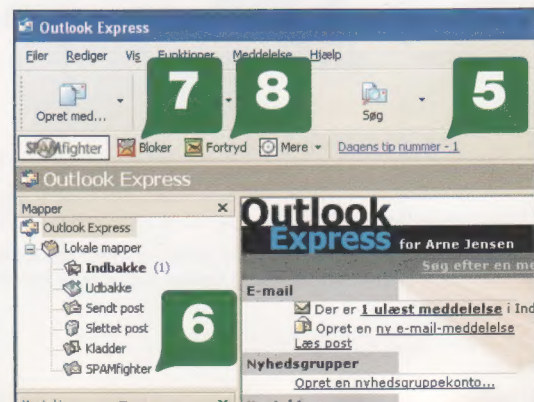 Outlook Express
Filer Rediger Vis Funktioner Meddelelse Hjælp
7 8 5
Opret med... Søg
SPAMfighter Bloker Fortryd Mere Dagens tip nummer - 1
Outlook Express
Mapper x
Outlook Express
Lokale mapper
Indbakke (1)
Udbakke
Sendt post
Slettet post
Kladder
SPAMfighter
6
Outlook
Express for Arne Jensen
Søg efter en me
E-mail
Der er 1 ulæst meddelelse i Ind
Opret en ny e-mail-meddelelse
Læs post
Nyhedsgrupper
Opret en nyhedsgruppekonto...